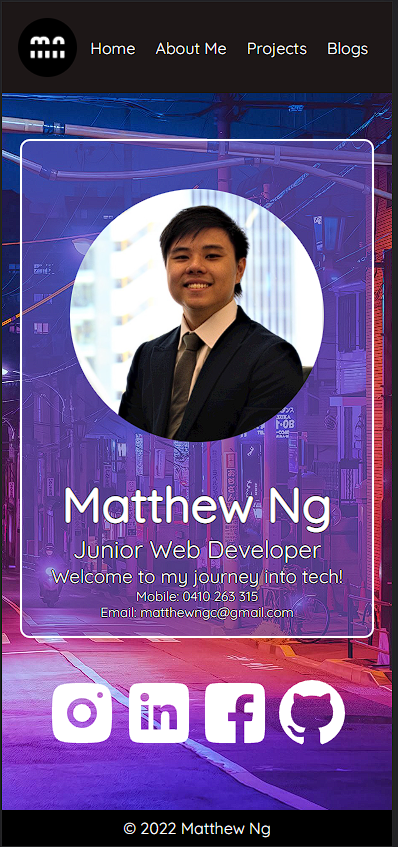 mn
Home About Me Projects Blogs
Matthew Ng
Junior Web Developer
Welcome to my journey into tech!
Mobile: 0410 263 315
Email: matthewngc@gmail.com
© 2022 Matthew Ng